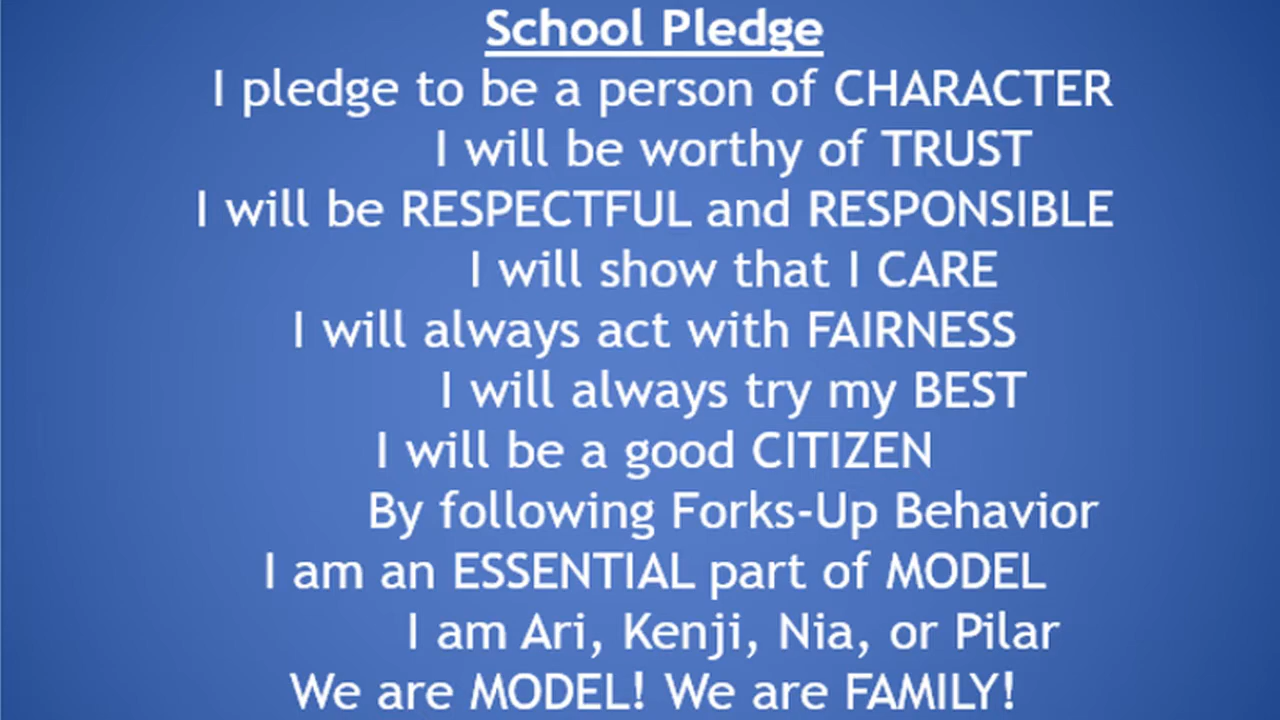 School Pledge
I pledge to be a person of CHARACTER
I will be worthy of TRUST
I will be RESPECTFUL and RESPONSIBLE
I will show that I CARE
I will always act with FAIRNESS
I will always try my BEST
I will be a good CITIZEN
By following Forks-Up Behavior
I am an ESSENTIAL part of MODEL
I am Ari, Kenji, Nia, or Pilar
We are MODEL! We are FAMILY!